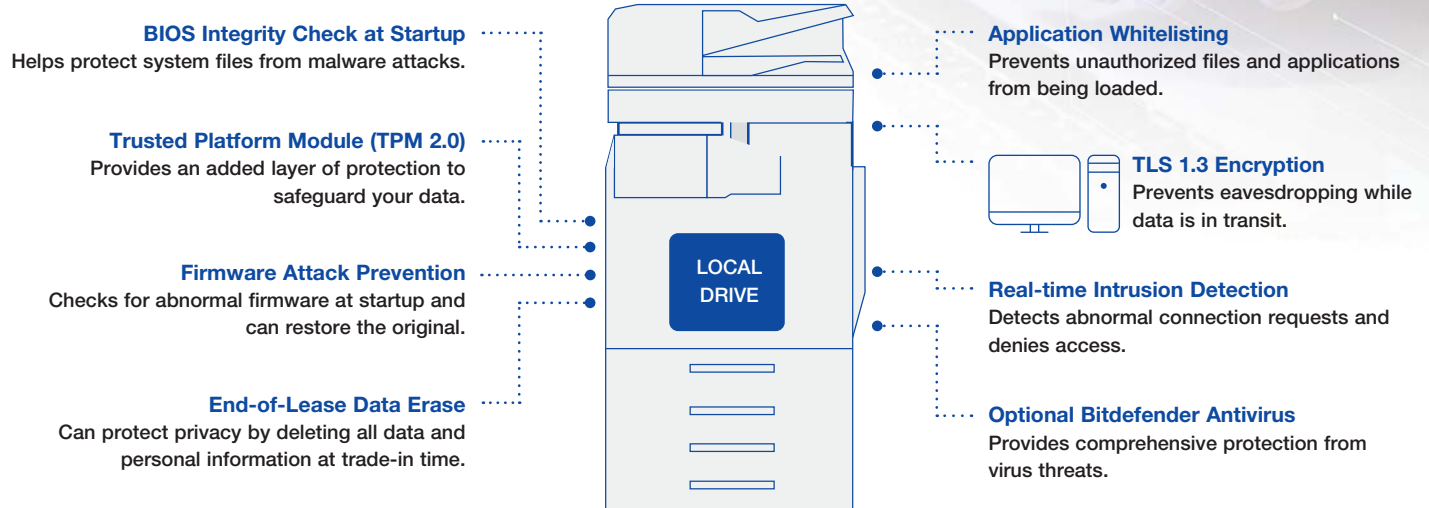 BIOS Integrity Check at Startup
Helps protect system files from malware attacks.
Trusted Platform Module (TPM 2.0)
Provides an added layer of protection to
safeguard your data.
Firmware Attack Prevention
Checks for abnormal firmware at startup and
can restore the original.
End-of-Lease Data Erase
Can protect privacy by deleting all data and
personal information at trade-in time.
LOCAL
DRIVE
Application Whitelisting
Prevents unauthorized files and applications
from being loaded.
TLS 1.3 Encryption
Prevents eavesdropping while
data is in transit.
Real-time Intrusion Detection
Detects abnormal connection requests and
denies access.
Optional Bitdefender Antivirus
Provides comprehensive protection from
virus threats.